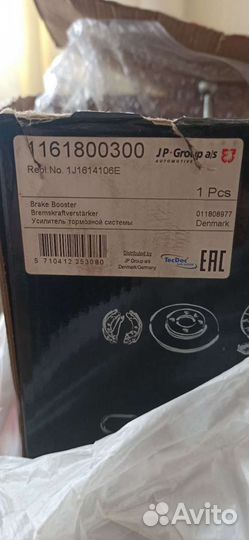 1161800300
JP Group a/s
AUTOMOTIVE
Repl No. 1J1614106E
1 Pcs
Brake Booster
Bremskraftverstärker
Усилитель тормозной системы
011808977
Denmark
Distributed by
JP Group a/s
Denmark/Germany
TecDoc
EAC
5 710412 253080
Avito